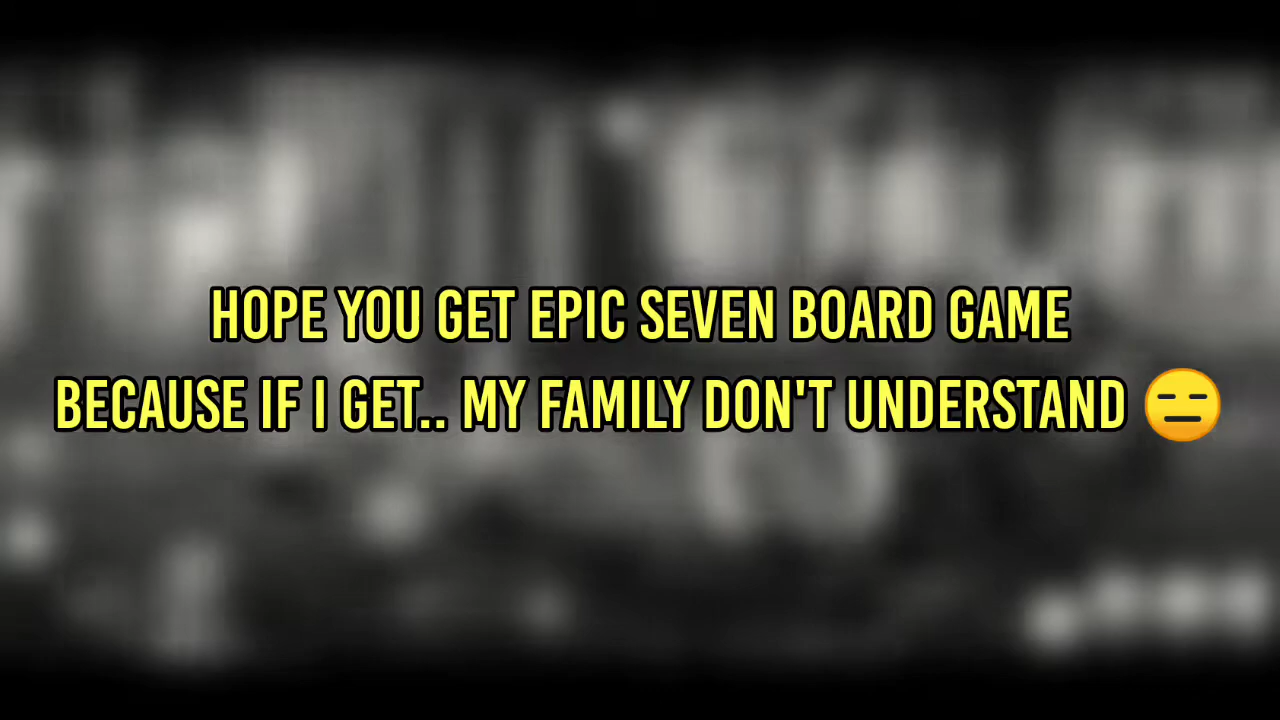 HOPE YOU GET EPIC SEVEN BOARD GAME
BECAUSE IF I GET.. MY FAMILY DON'T UNDERSTAND 😑